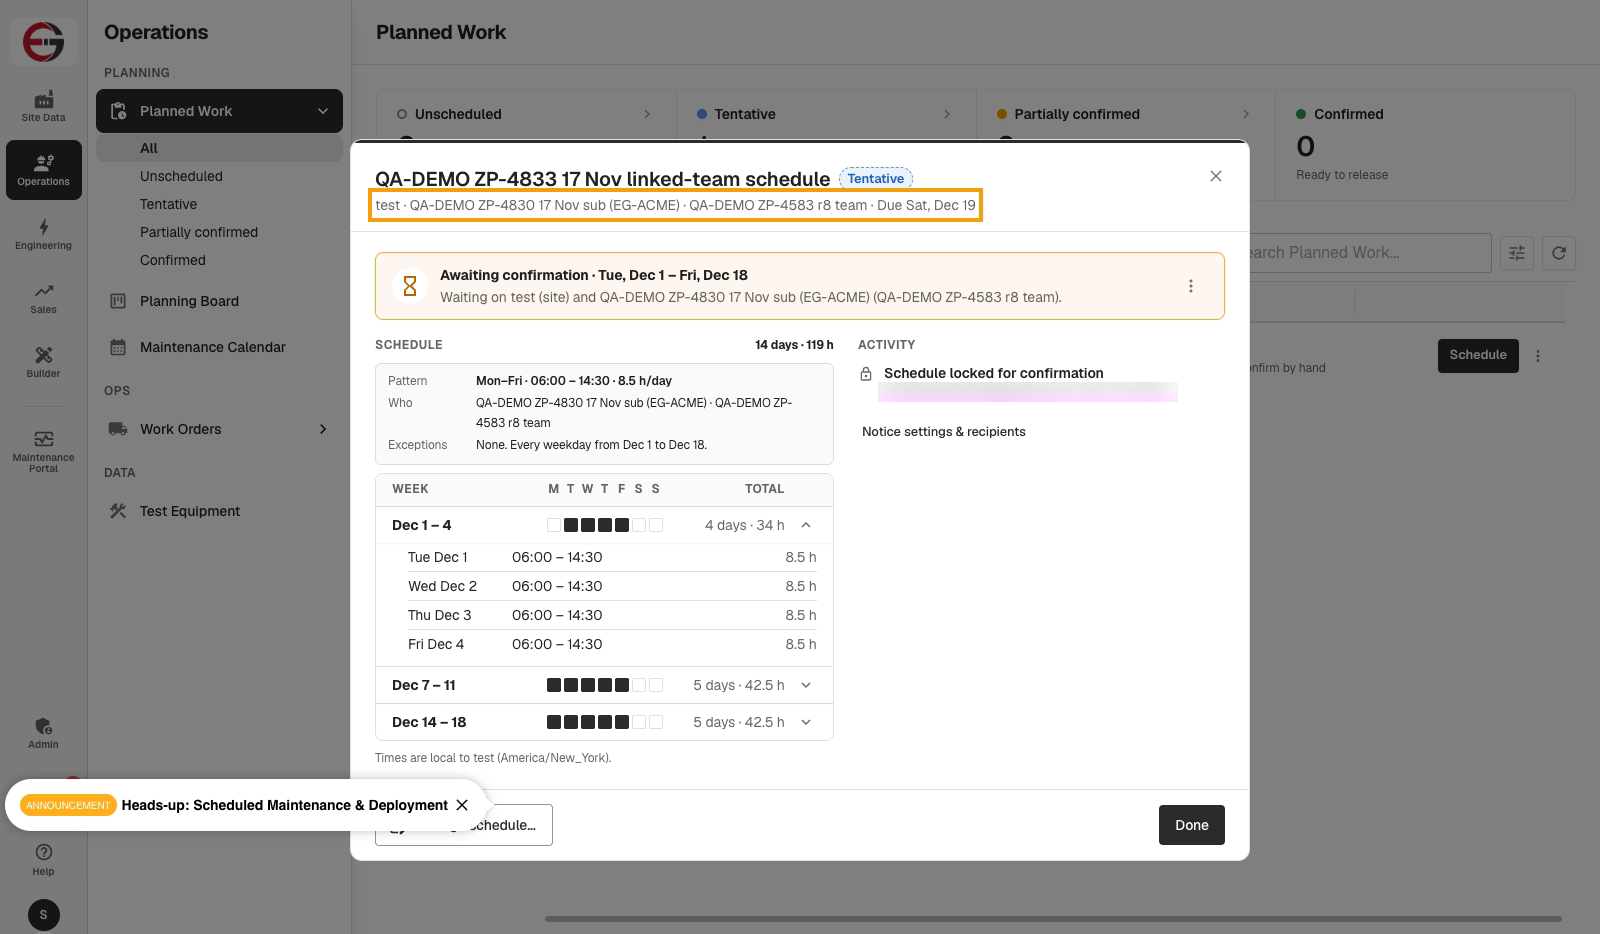 Operations
Planned Work
PLANNING
Site Data
Planned Work
Unscheduled
Tentative
Partially confirmed
Confirmed
0
Ready to release
All
Operations
Unscheduled
Tentative
Engineering
Partially confirmed
Confirmed
Planning Board
Sales
Maintenance Calendar
Builder
OPS
Work Orders
Maintenance Portal
DATA
Test Equipment
Admin
Help
S
earch Planned Work...
Schedule
onfirm by hand
QA-DEMO ZP-4833 17 Nov linked-team schedule
Tentative
test · QA-DEMO ZP-4830 17 Nov sub (EG-ACME) · QA-DEMO ZP-4583 r8 team · Due Sat, Dec 19
Awaiting confirmation · Tue, Dec 1 – Fri, Dec 18
Waiting on test (site) and QA-DEMO ZP-4830 17 Nov sub (EG-ACME) (QA-DEMO ZP-4583 r8 team).
SCHEDULE 14 days · 119 h
Pattern Mon–Fri · 06:00 – 14:30 · 8.5 h/day
Who QA-DEMO ZP-4830 17 Nov sub (EG-ACME) · QA-DEMO ZP-
4583 r8 team
Exceptions None. Every weekday from Dec 1 to Dec 18.
WEEK M T W T F S S TOTAL
Dec 1 – 4 4 days · 34 h
Tue Dec 1 06:00 – 14:30 8.5 h
Wed Dec 2 06:00 – 14:30 8.5 h
Thu Dec 3 06:00 – 14:30 8.5 h
Fri Dec 4 06:00 – 14:30 8.5 h
Dec 7 – 11 5 days · 42.5 h
Dec 14 – 18 5 days · 42.5 h
Times are local to test (America/New_York).
ACTIVITY
Schedule locked for confirmation
Notice settings & recipients
ANNOUNCEMENT Heads-up: Scheduled Maintenance & Deployment
chedule...
Done